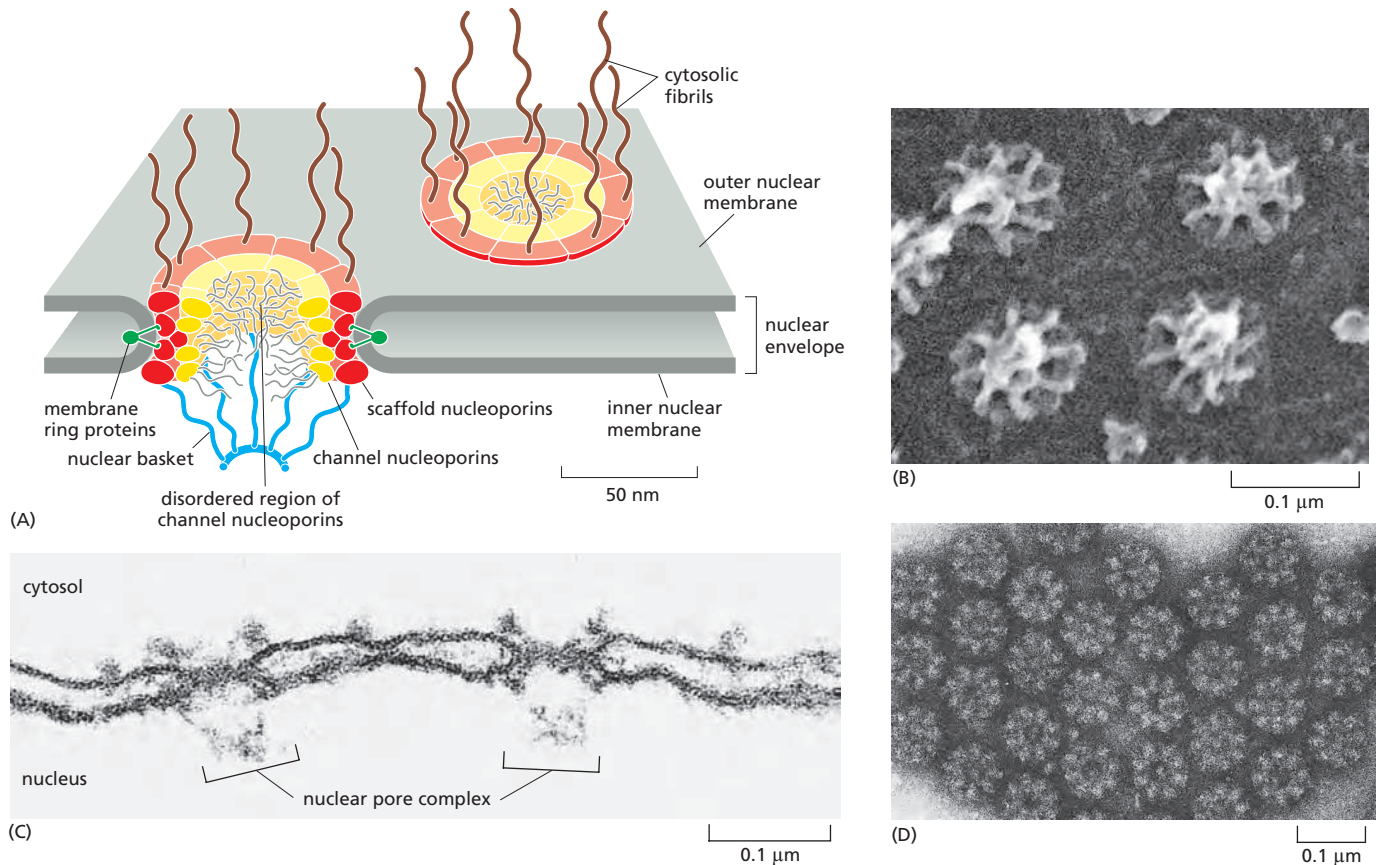 cytosolic
fibrils
outer nuclear
membrane
nuclear
envelope
membrane
ring proteins
nuclear basket
scaffold nucleoporins
channel nucleoporins
inner nuclear
membrane
disordered region of
channel nucleoporins
50 nm
(A)
(B)
0.1 μm
cytosol
nucleus
nuclear pore complex
(C)
0.1 μm
(D)
0.1 μm